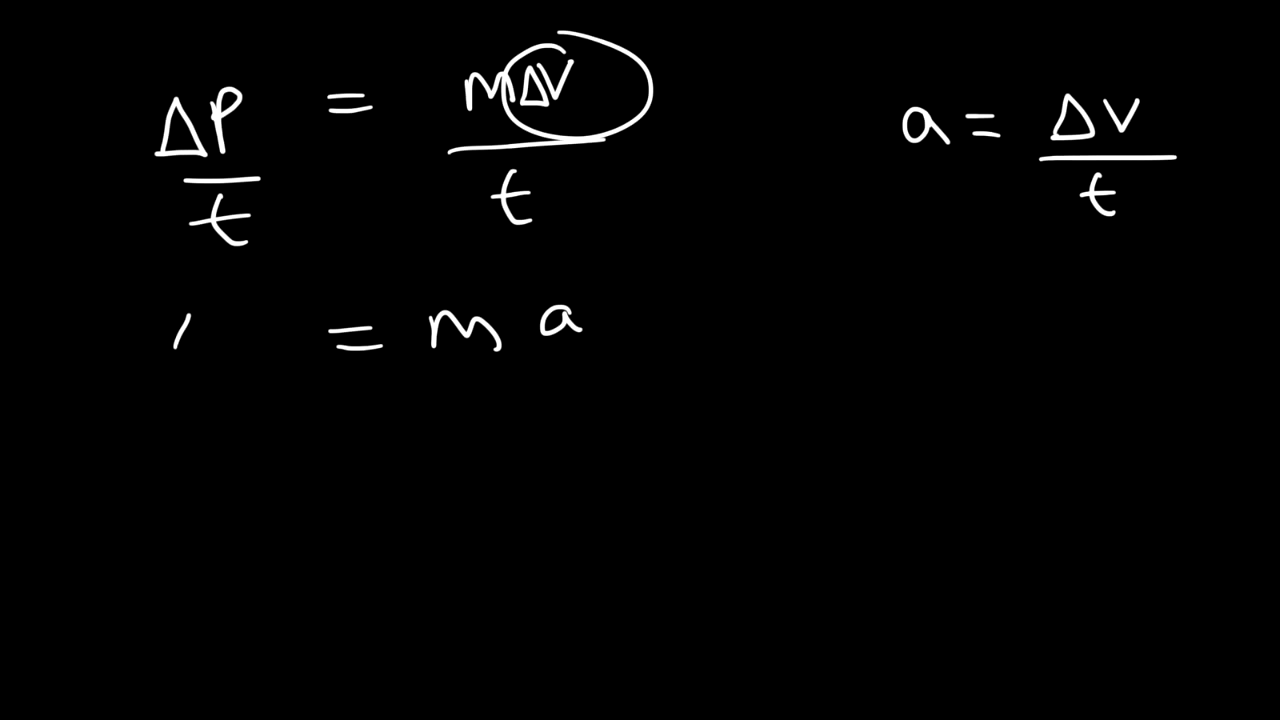 ΔP/t = mΔV/t
a = ΔV/t
= m a